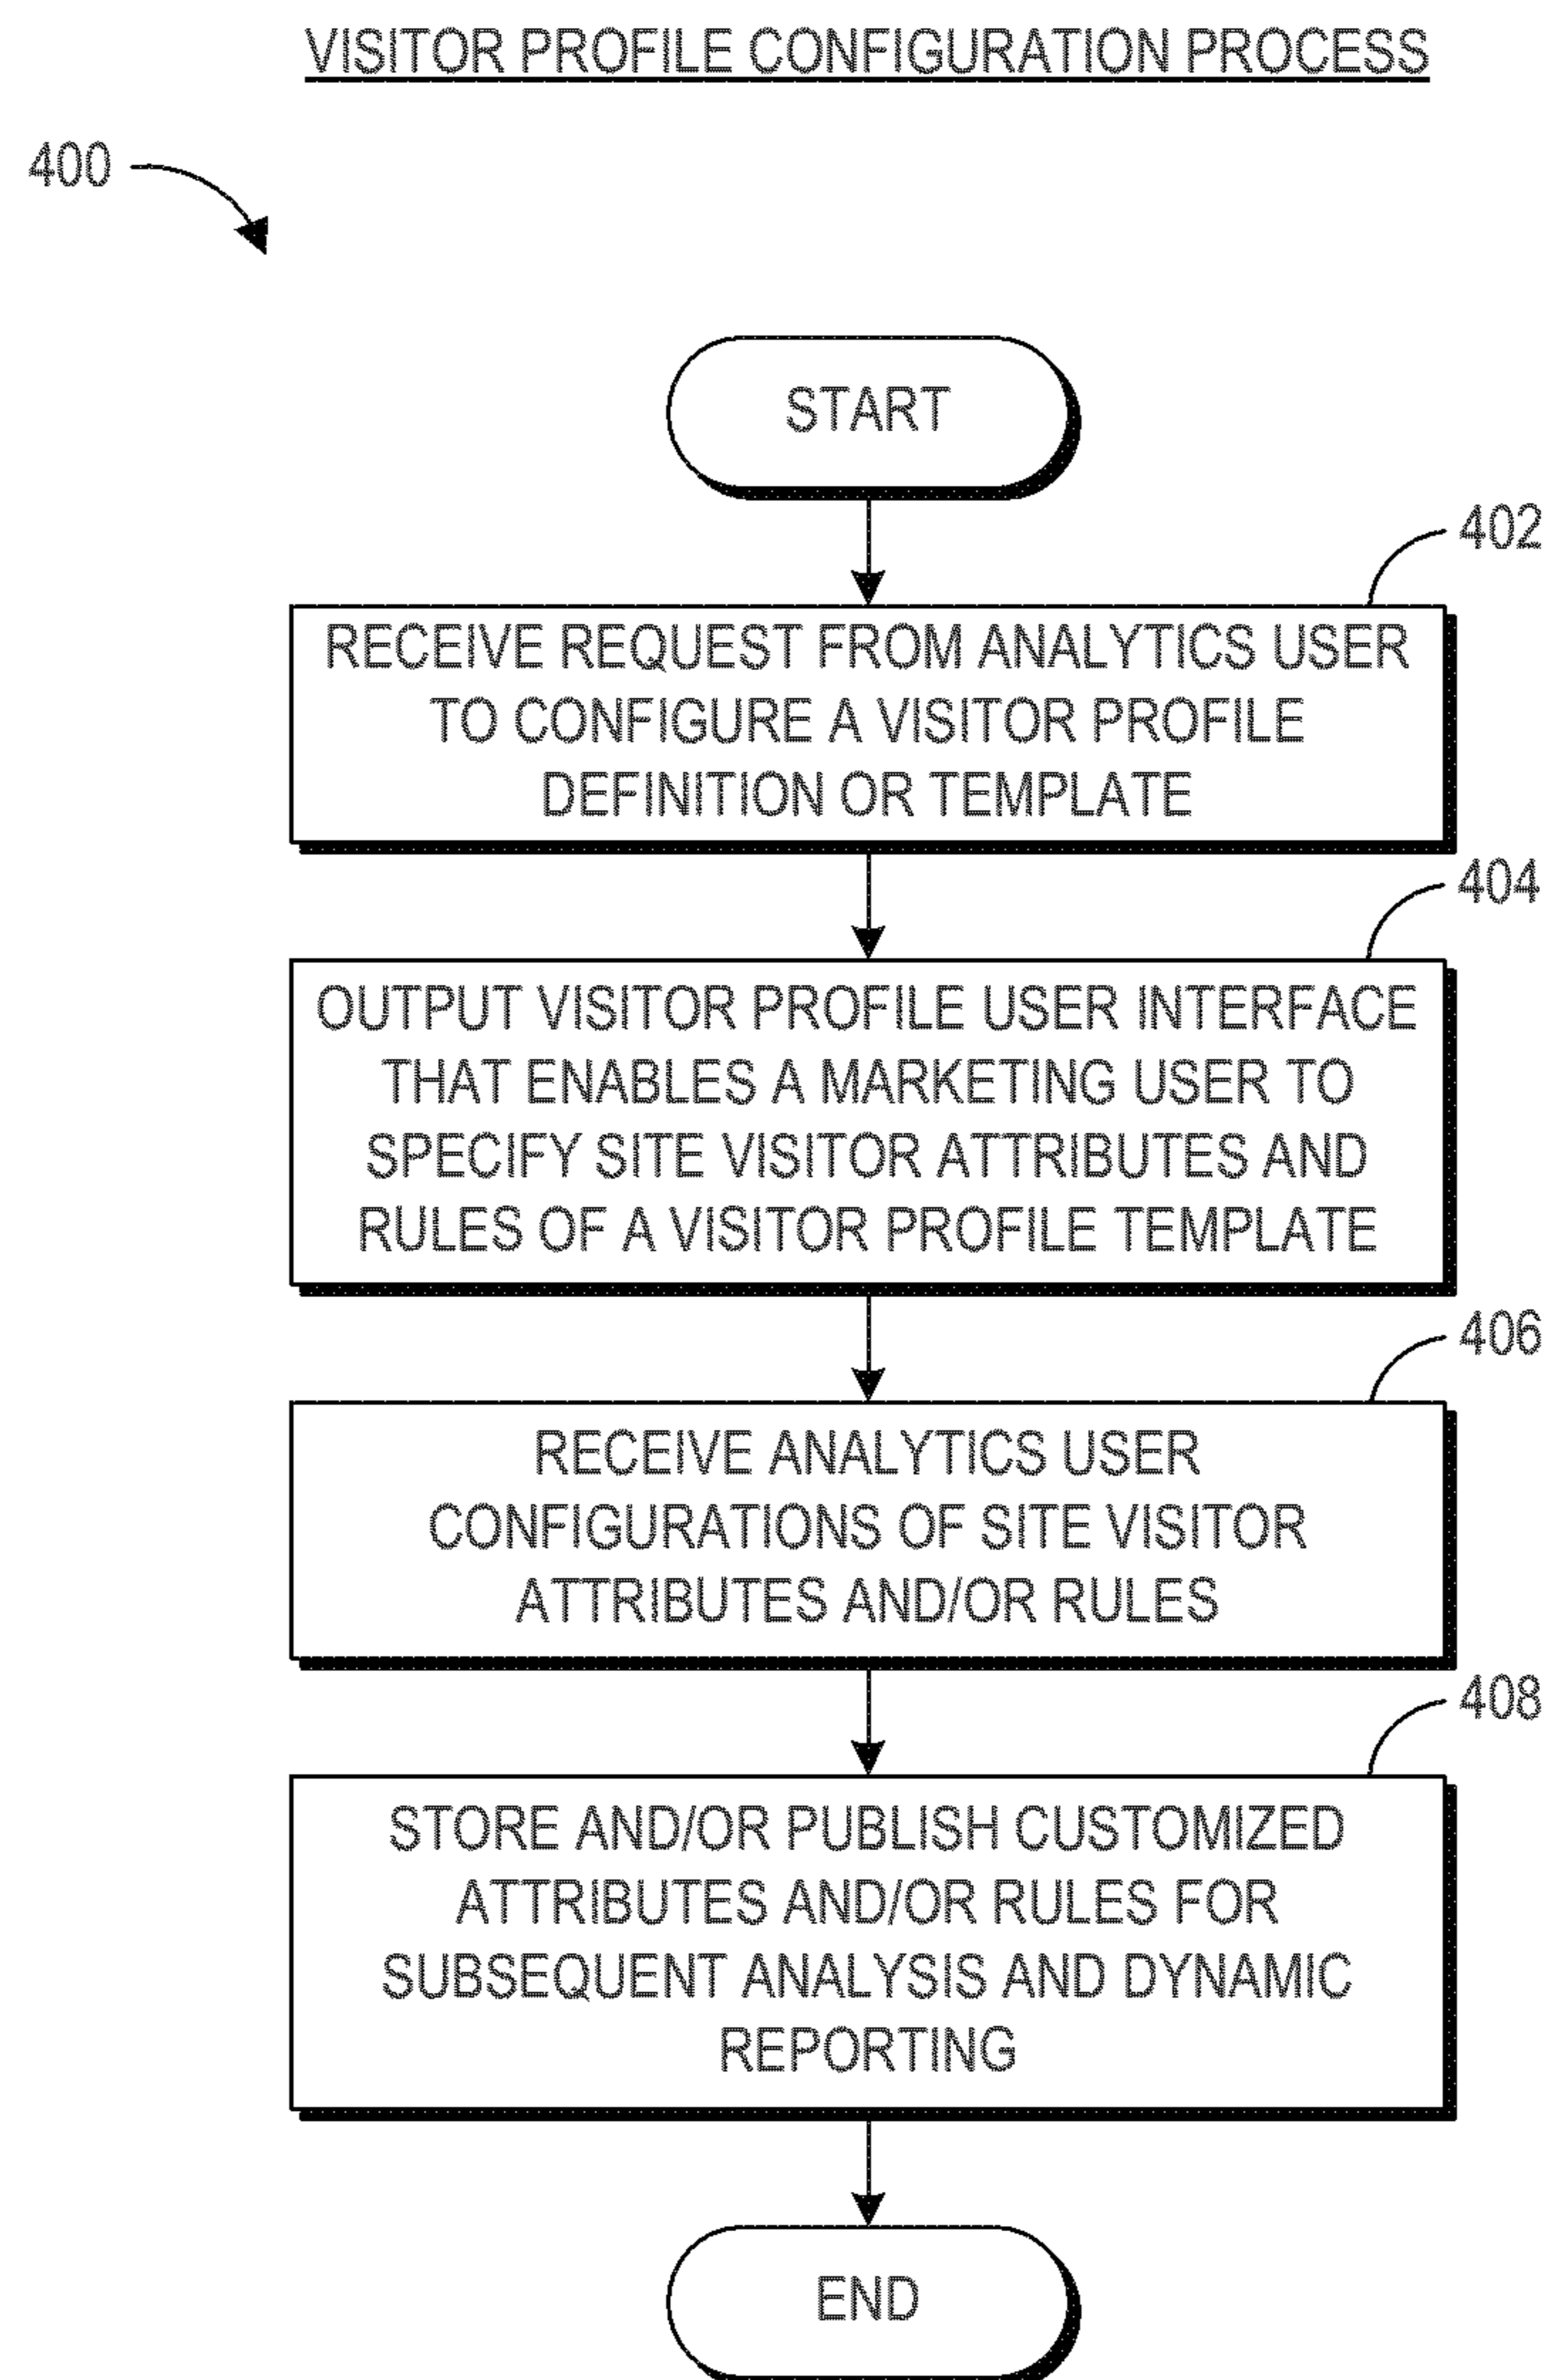 VISITOR PROFILE CONFIGURATION PROCESS
400
START
402
RECEIVE REQUEST FROM ANALYTICS USER
TO CONFIGURE A VISITOR PROFILE
DEFINITION OR TEMPLATE
404
OUTPUT VISITOR PROFILE USER INTERFACE
THAT ENABLES A MARKETING USER TO
SPECIFY SITE VISITOR ATTRIBUTES AND
RULES OF A VISITOR PROFILE TEMPLATE
406
RECEIVE ANALYTICS USER
CONFIGURATIONS OF SITE VISITOR
ATTRIBUTES AND/OR RULES
408
STORE AND/OR PUBLISH CUSTOMIZED
ATTRIBUTES AND/OR RULES FOR
SUBSEQUENT ANALYSIS AND DYNAMIC
REPORTING
END